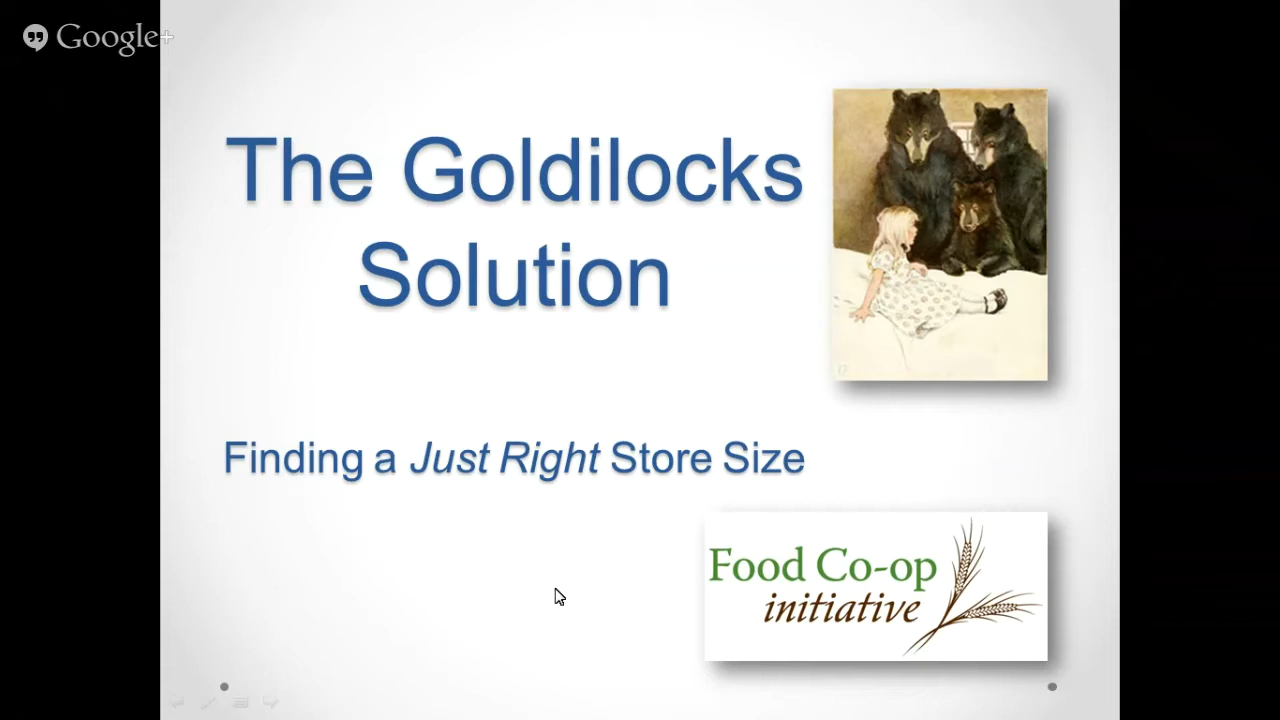 Google+
The Goldilocks
Solution
Finding a Just Right Store Size
Food Co-op
initiative